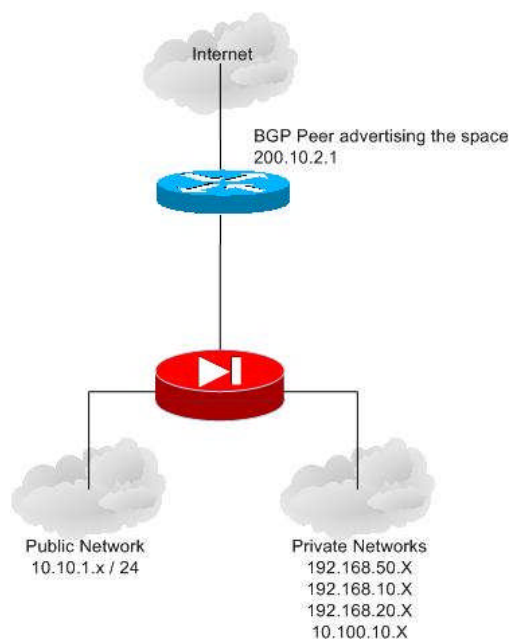 Internet
BGP Peer advertising the space
200.10.2.1
Public Network
10.10.1.x / 24
Private Networks
192.168.50.X
192.168.10.X
192.168.20.X
10.100.10.X